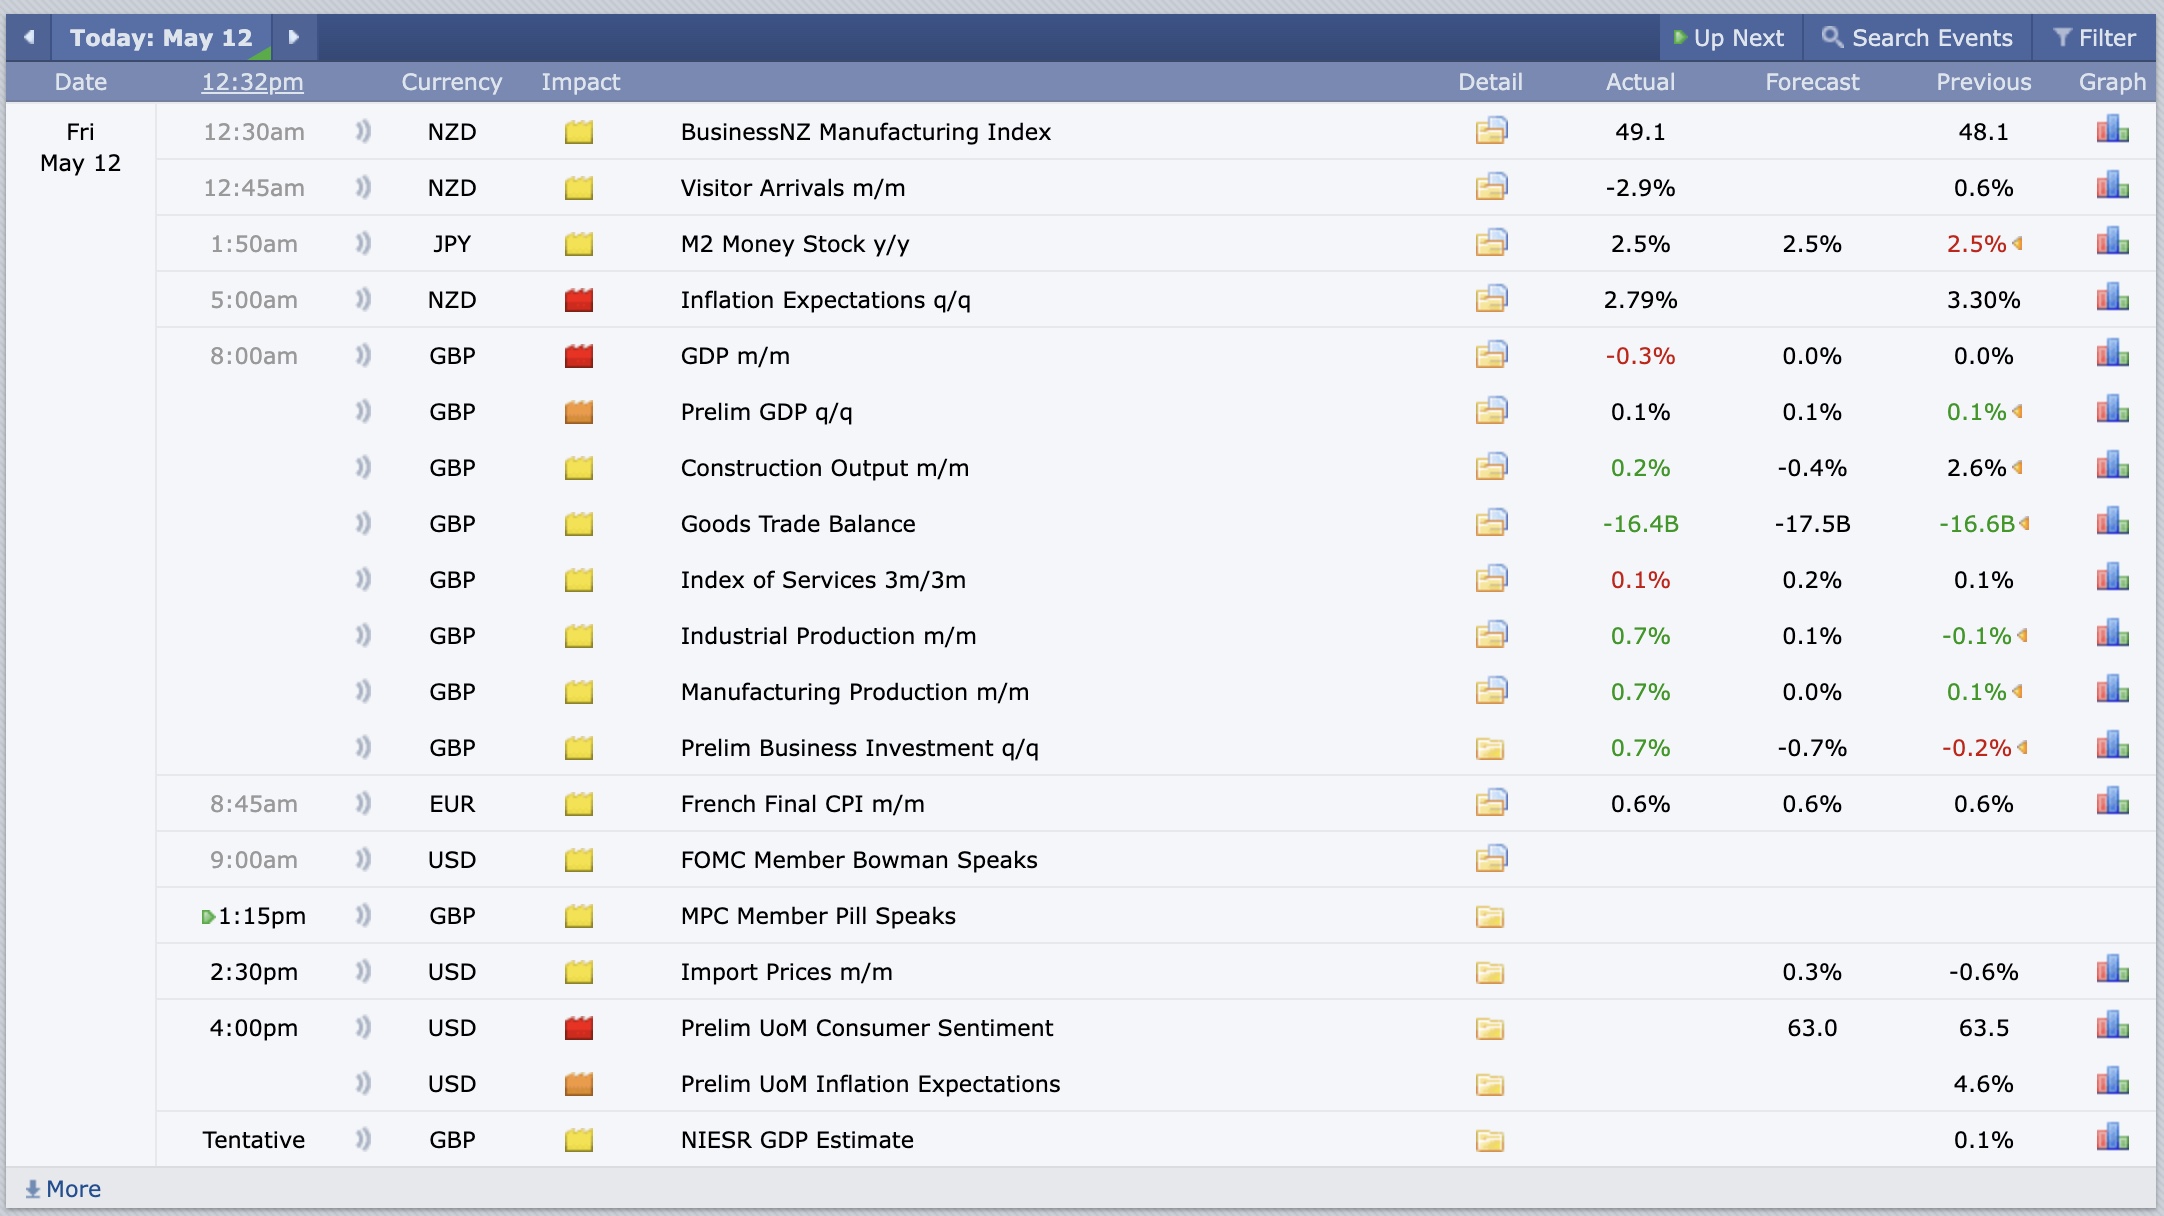 Today: May 12 Up Next Search Events Filter
Date 12:32pm Currency Impact Detail Actual Forecast Previous Graph
Fri 12:30am NZD BusinessNZ Manufacturing Index 49.1 48.1
May 12
12:45am NZD Visitor Arrivals m/m -2.9% 0.6%
1:50am JPY M2 Money Stock y/y 2.5% 2.5% 2.5%
5:00am NZD Inflation Expectations q/q 2.79% 3.30%
8:00am GBP GDP m/m -0.3% 0.0% 0.0%
GBP Prelim GDP q/q 0.1% 0.1% 0.1%
GBP Construction Output m/m 0.2% -0.4% 2.6%
GBP Goods Trade Balance -16.4B -17.5B -16.6B
GBP Index of Services 3m/3m 0.1% 0.2% 0.1%
GBP Industrial Production m/m 0.7% 0.1% -0.1%
GBP Manufacturing Production m/m 0.7% 0.0% 0.1%
GBP Prelim Business Investment q/q 0.7% -0.7% -0.2%
8:45am EUR French Final CPI m/m 0.6% 0.6% 0.6%
9:00am USD FOMC Member Bowman Speaks
1:15pm GBP MPC Member Pill Speaks
2:30pm USD Import Prices m/m 0.3% -0.6%
4:00pm USD Prelim UoM Consumer Sentiment 63.0 63.5
USD Prelim UoM Inflation Expectations 4.6%
Tentative GBP NIESR GDP Estimate 0.1%
More